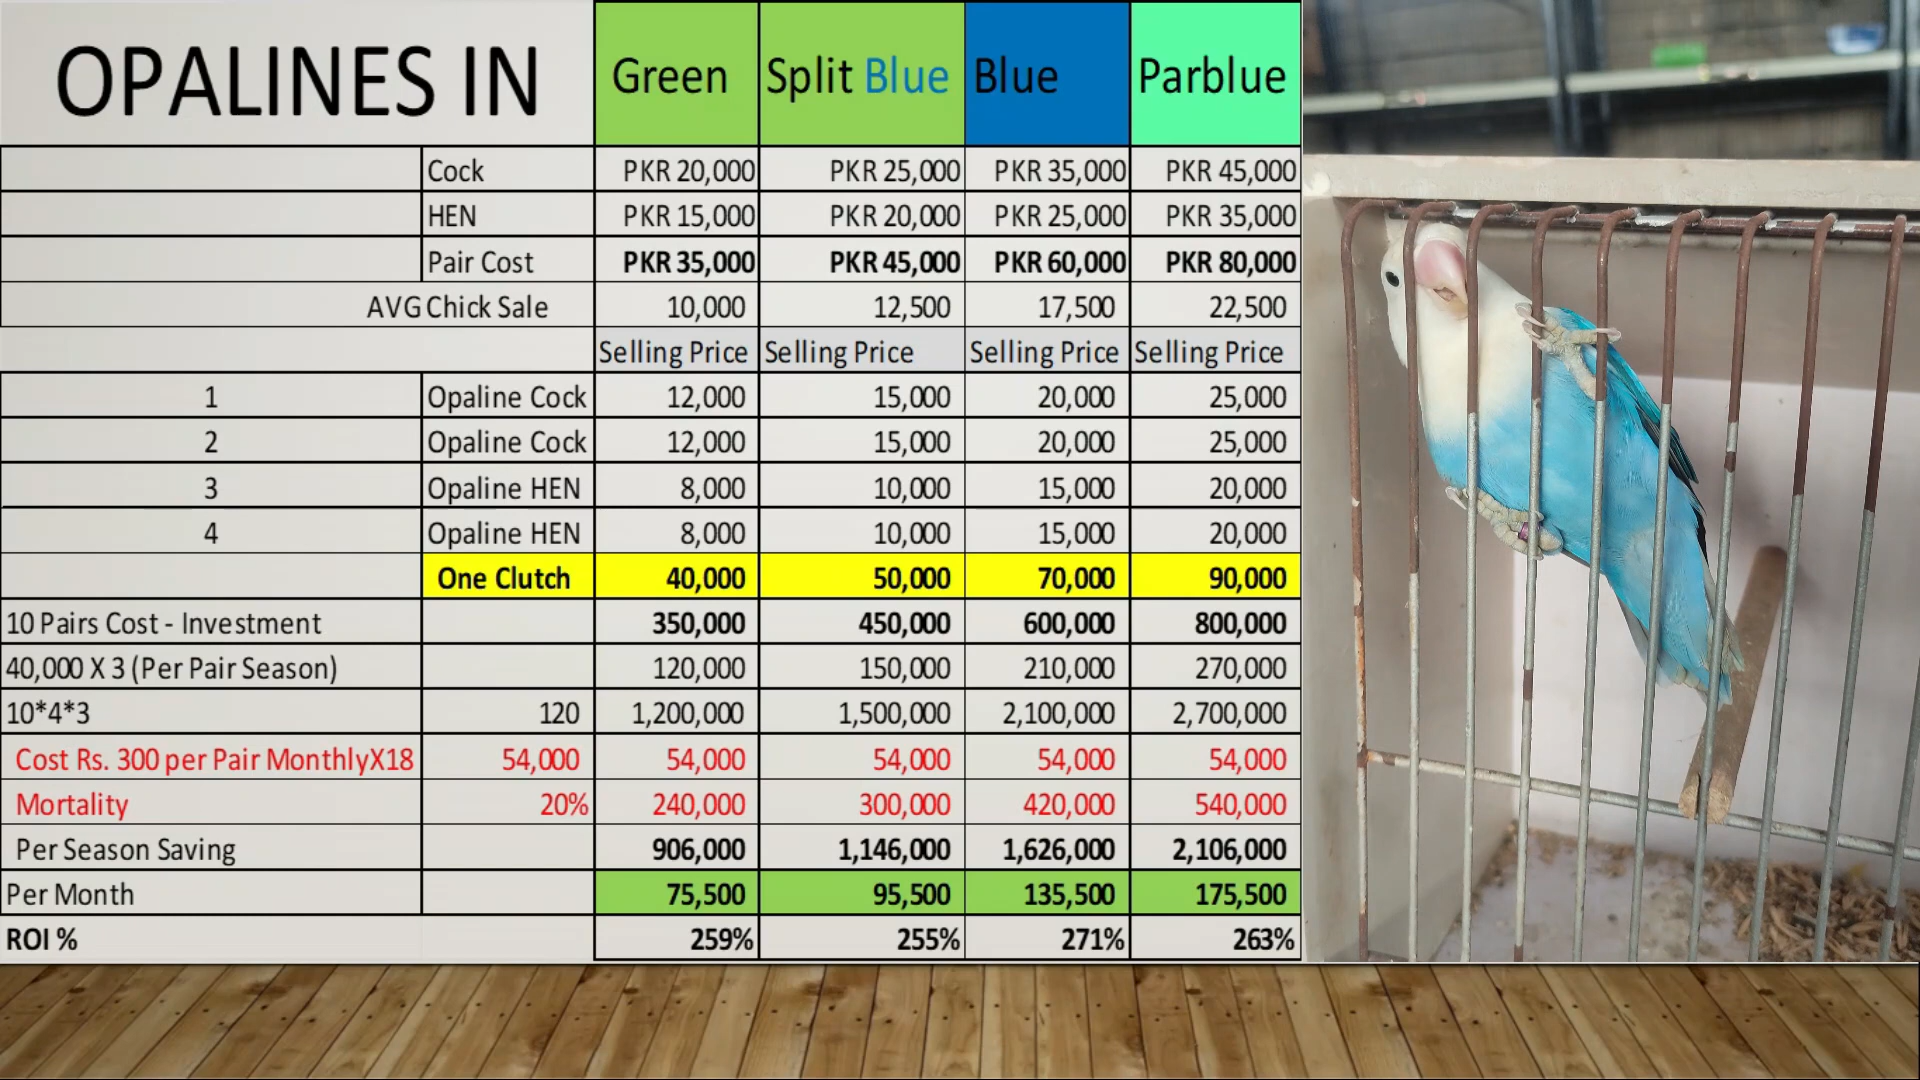 OPALINES IN Green Split Blue Blue Parblue
Cock PKR 20,000 PKR 25,000 PKR 35,000 PKR 45,000
HEN PKR 15,000 PKR 20,000 PKR 25,000 PKR 35,000
Pair Cost PKR 35,000 PKR 45,000 PKR 60,000 PKR 80,000
AVG Chick Sale 10,000 12,500 17,500 22,500
Selling Price Selling Price Selling Price Selling Price
1 Opaline Cock 12,000 15,000 20,000 25,000
2 Opaline Cock 12,000 15,000 20,000 25,000
3 Opaline HEN 8,000 10,000 15,000 20,000
4 Opaline HEN 8,000 10,000 15,000 20,000
One Clutch 40,000 50,000 70,000 90,000
10 Pairs Cost - Investment 350,000 450,000 600,000 800,000
40,000 X 3 (Per Pair Season) 120,000 150,000 210,000 270,000
10*4*3 120 1,200,000 1,500,000 2,100,000 2,700,000
Cost Rs. 300 per Pair MonthlyX18 54,000 54,000 54,000 54,000 54,000
Mortality 20% 240,000 300,000 420,000 540,000
Per Season Saving 906,000 1,146,000 1,626,000 2,106,000
Per Month 75,500 95,500 135,500 175,500
ROI % 259% 255% 271% 263%